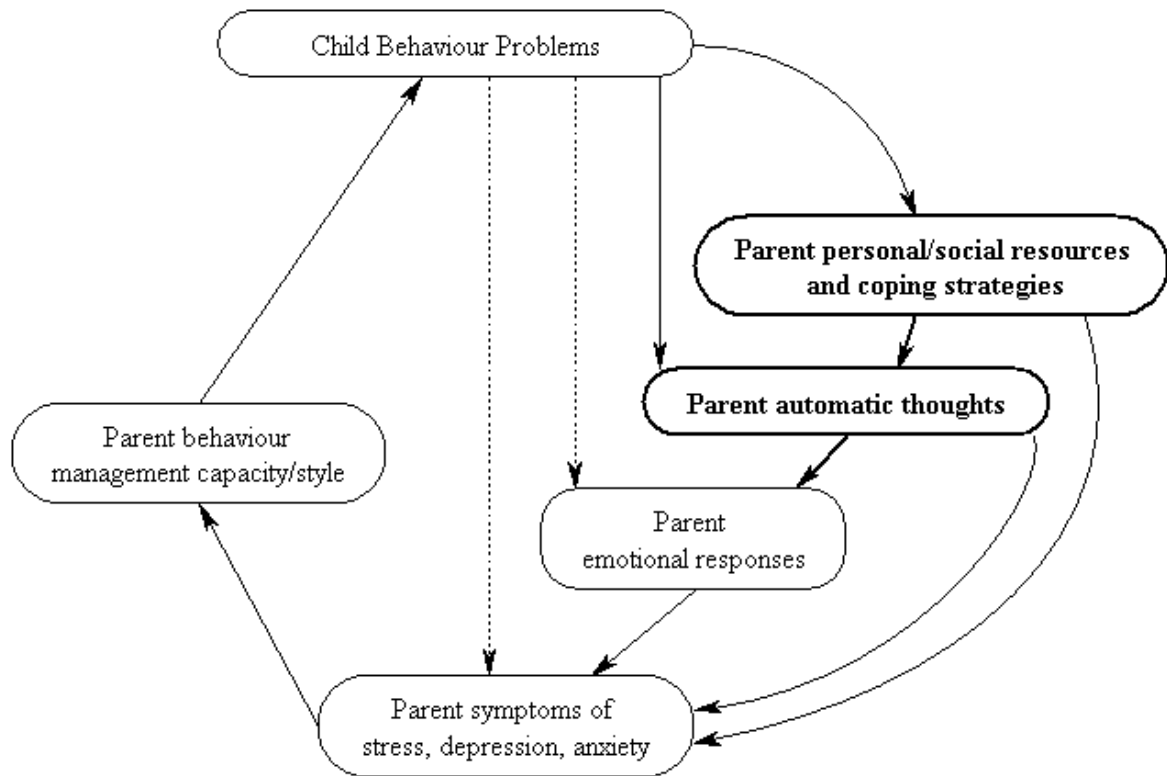 Child Behaviour Problems
Parent personal/social resources
and coping strategies
Parent automatic thoughts
Parent behaviour
management capacity/style
Parent
emotional responses
Parent symptoms of
stress, depression, anxiety